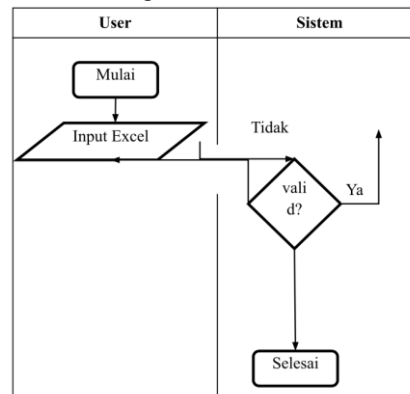 User
Sistem
Mulai
Input Excel
Tidak
vali
d?
Ya
Selesai